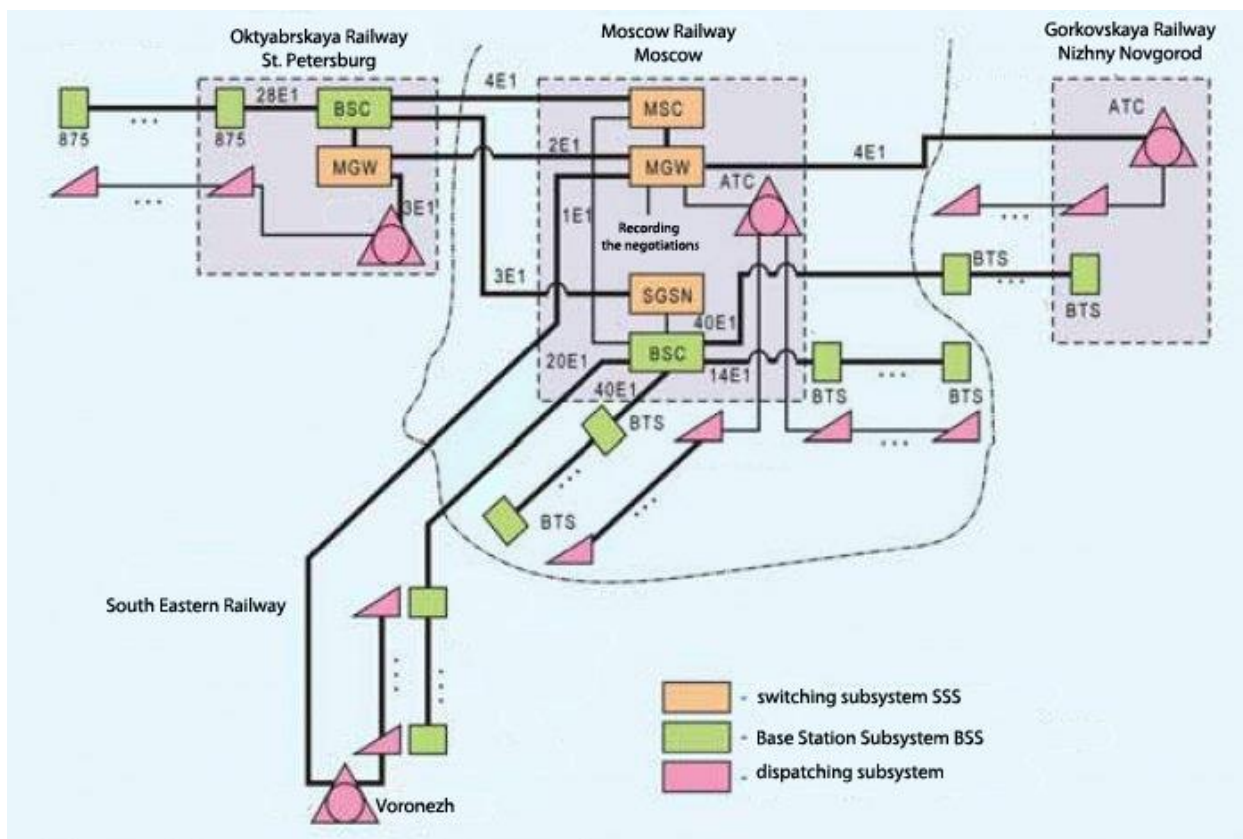 Oktyabrskaya Railway
St. Petersburg
Moscow Railway
Moscow
Gorkovskaya Railway
Nizhny Novgorod
28E1
BSC
4E1
MSC
ATC
875
...
875
MGW
2E1
MGW
4E1
...
3E1
1E1
ATC
...
Recording
the negotiations
3E1
SGSN
BTS
...
BTS
40E1
20E1
BSC
14E1
40E1
BTS
...
BTS
BTS
...
...
BTS
...
South Eastern Railway
...
...
Voronezh
- switching subsystem SSS
- Base Station Subsystem BSS
- dispatching subsystem